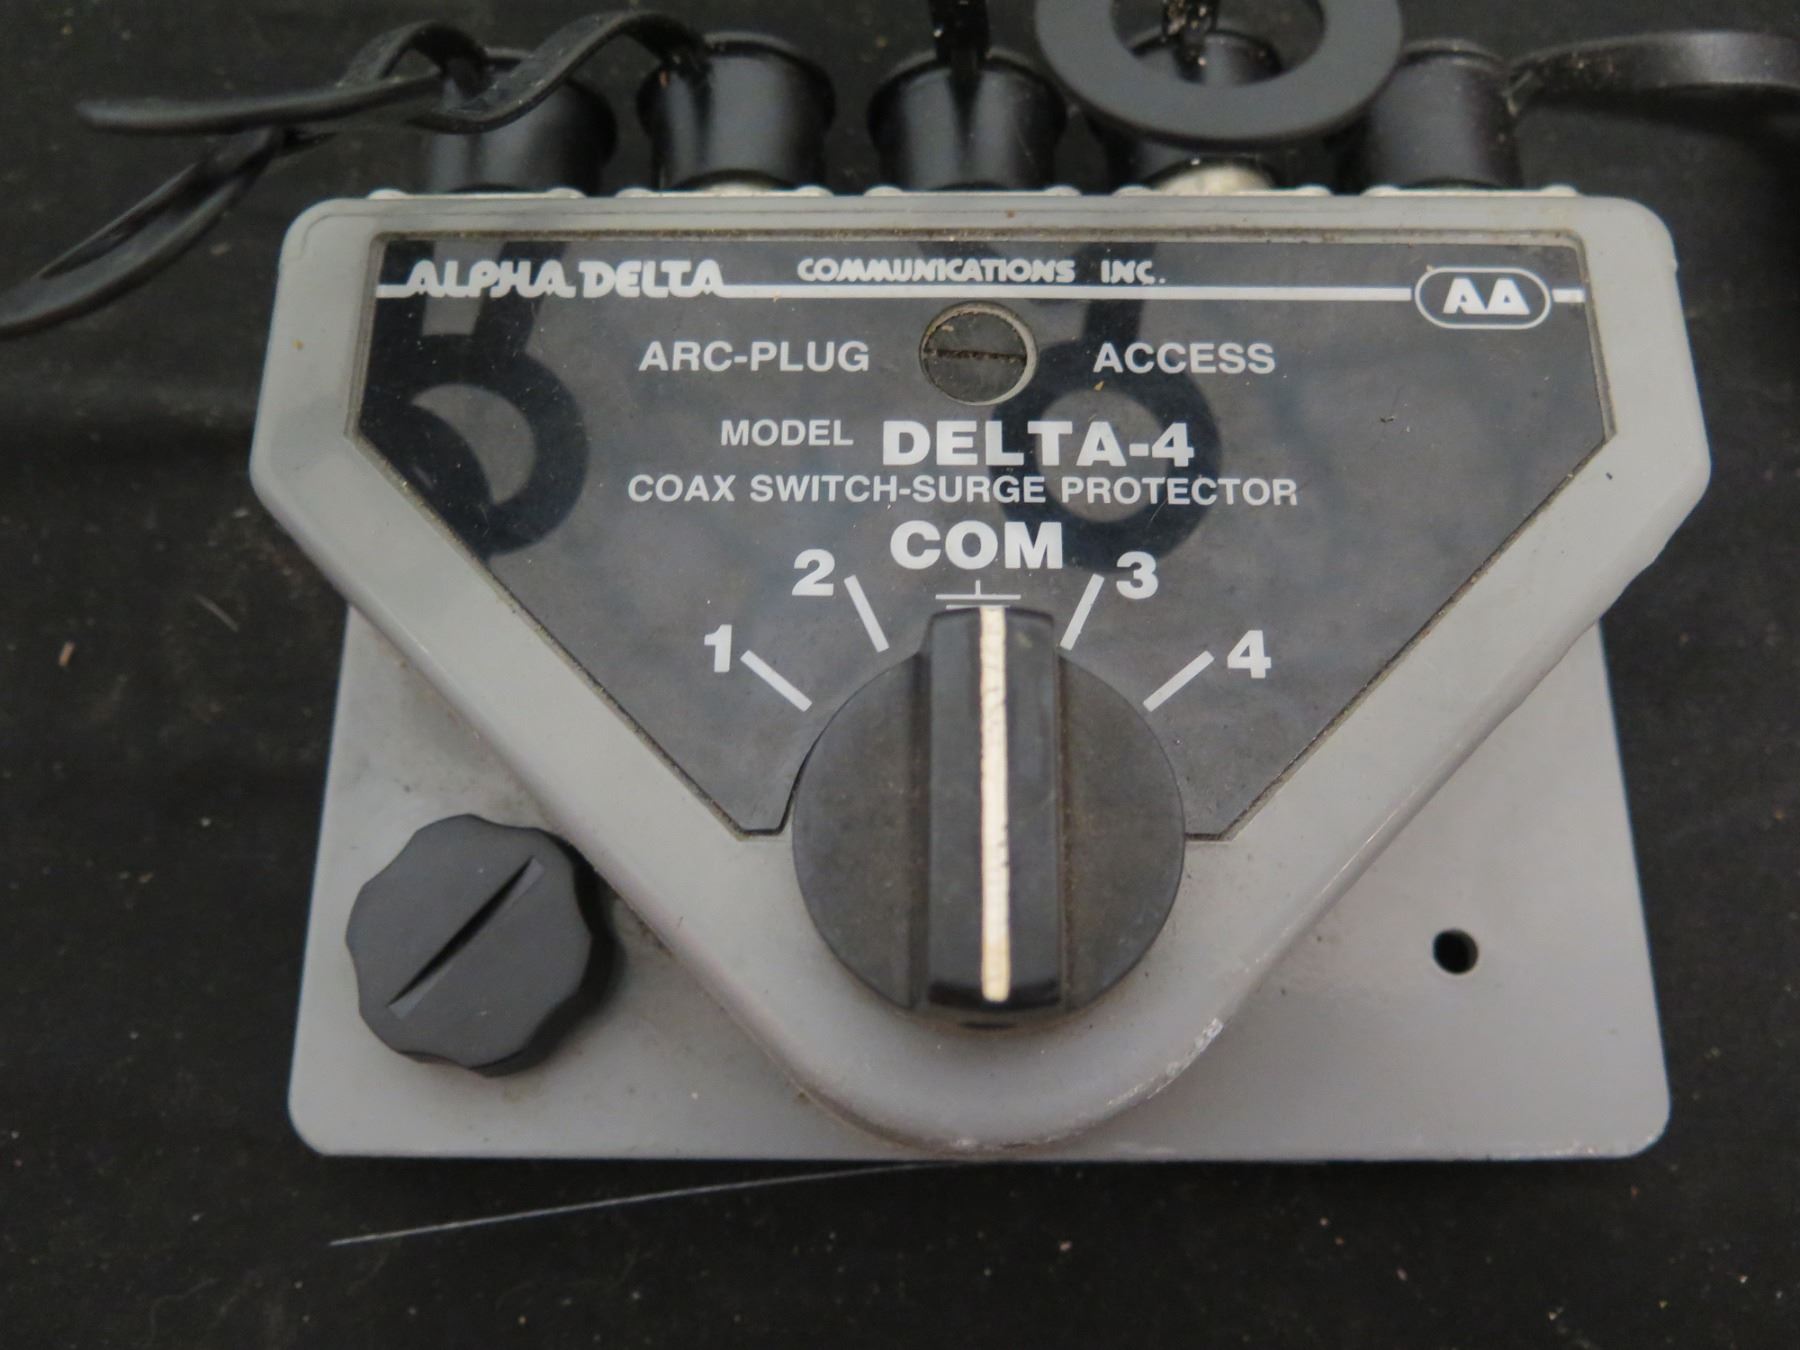 ALPHA DELTA COMMUNICATIONS INC. AΔ
ARC-PLUG ACCESS
MODEL DELTA-4
COAX SWITCH-SURGE PROTECTOR
COM
2 3
1 4